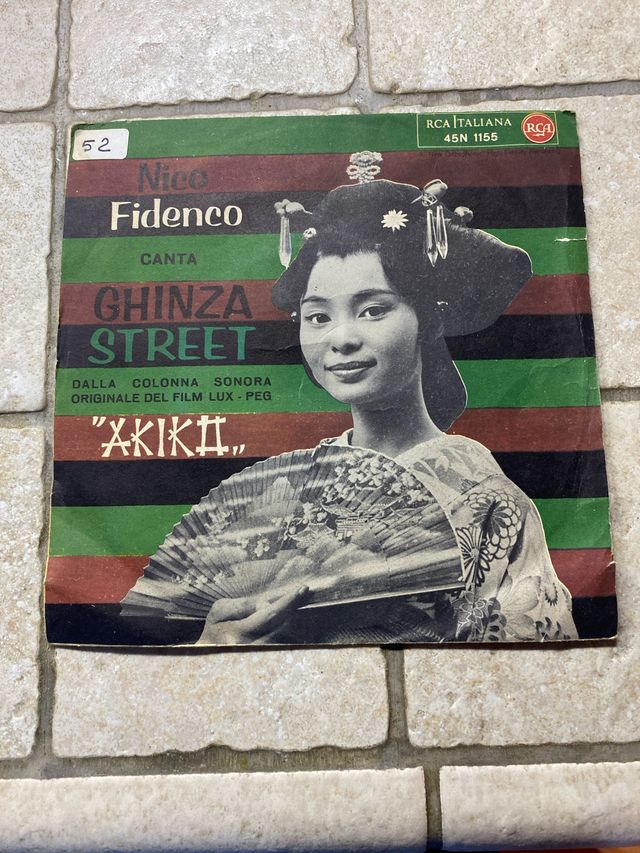 52
RCA ITALIANA
45N 1155
RCA
Nico
Fidenco
CANTA
GHINZA
STREET
DALLA COLONNA SONORA
ORIGINALE DEL FILM LUX - PEG
"AKIKO"